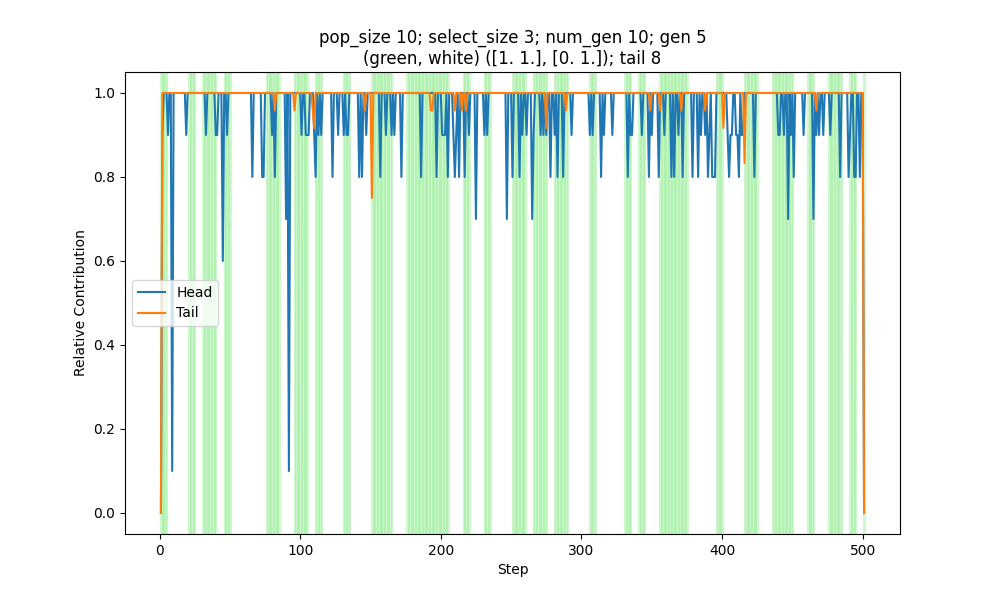 pop_size 10; select_size 3; num_gen 10; gen 5
(green, white) ([1. 1.], [0. 1.]); tail 8
1.0
0.8
0.6
0.4
0.2
0.0
Relative Contribution
Head
Tail
0
100
200
300
400
500
Step